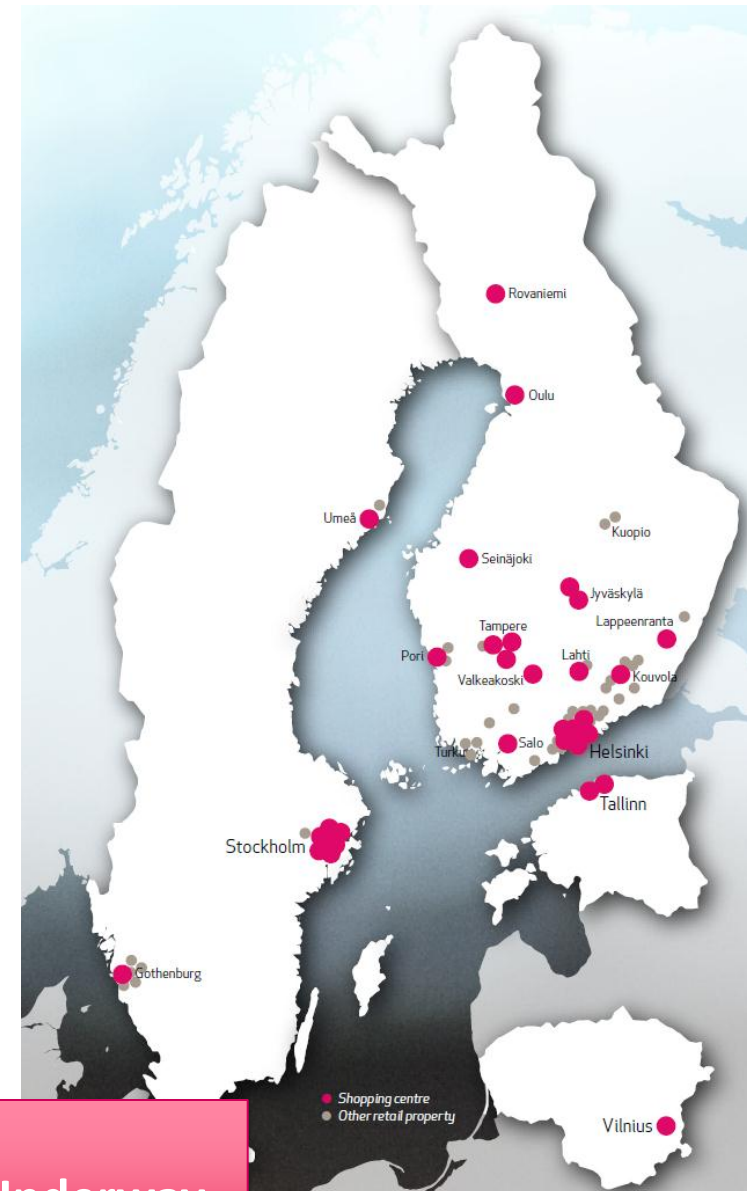 Rovaniemi
Oulu
Umeå
Kuopio
Seinäjoki
Jyväskylä
Lappeenranta
Tampere
Pori
Lahti
Valkeakoski
Kouvola
Turku
Salo
Helsinki
Tallinn
Stockholm
Gothenburg
Shopping centre
Other retail property
Vilnius